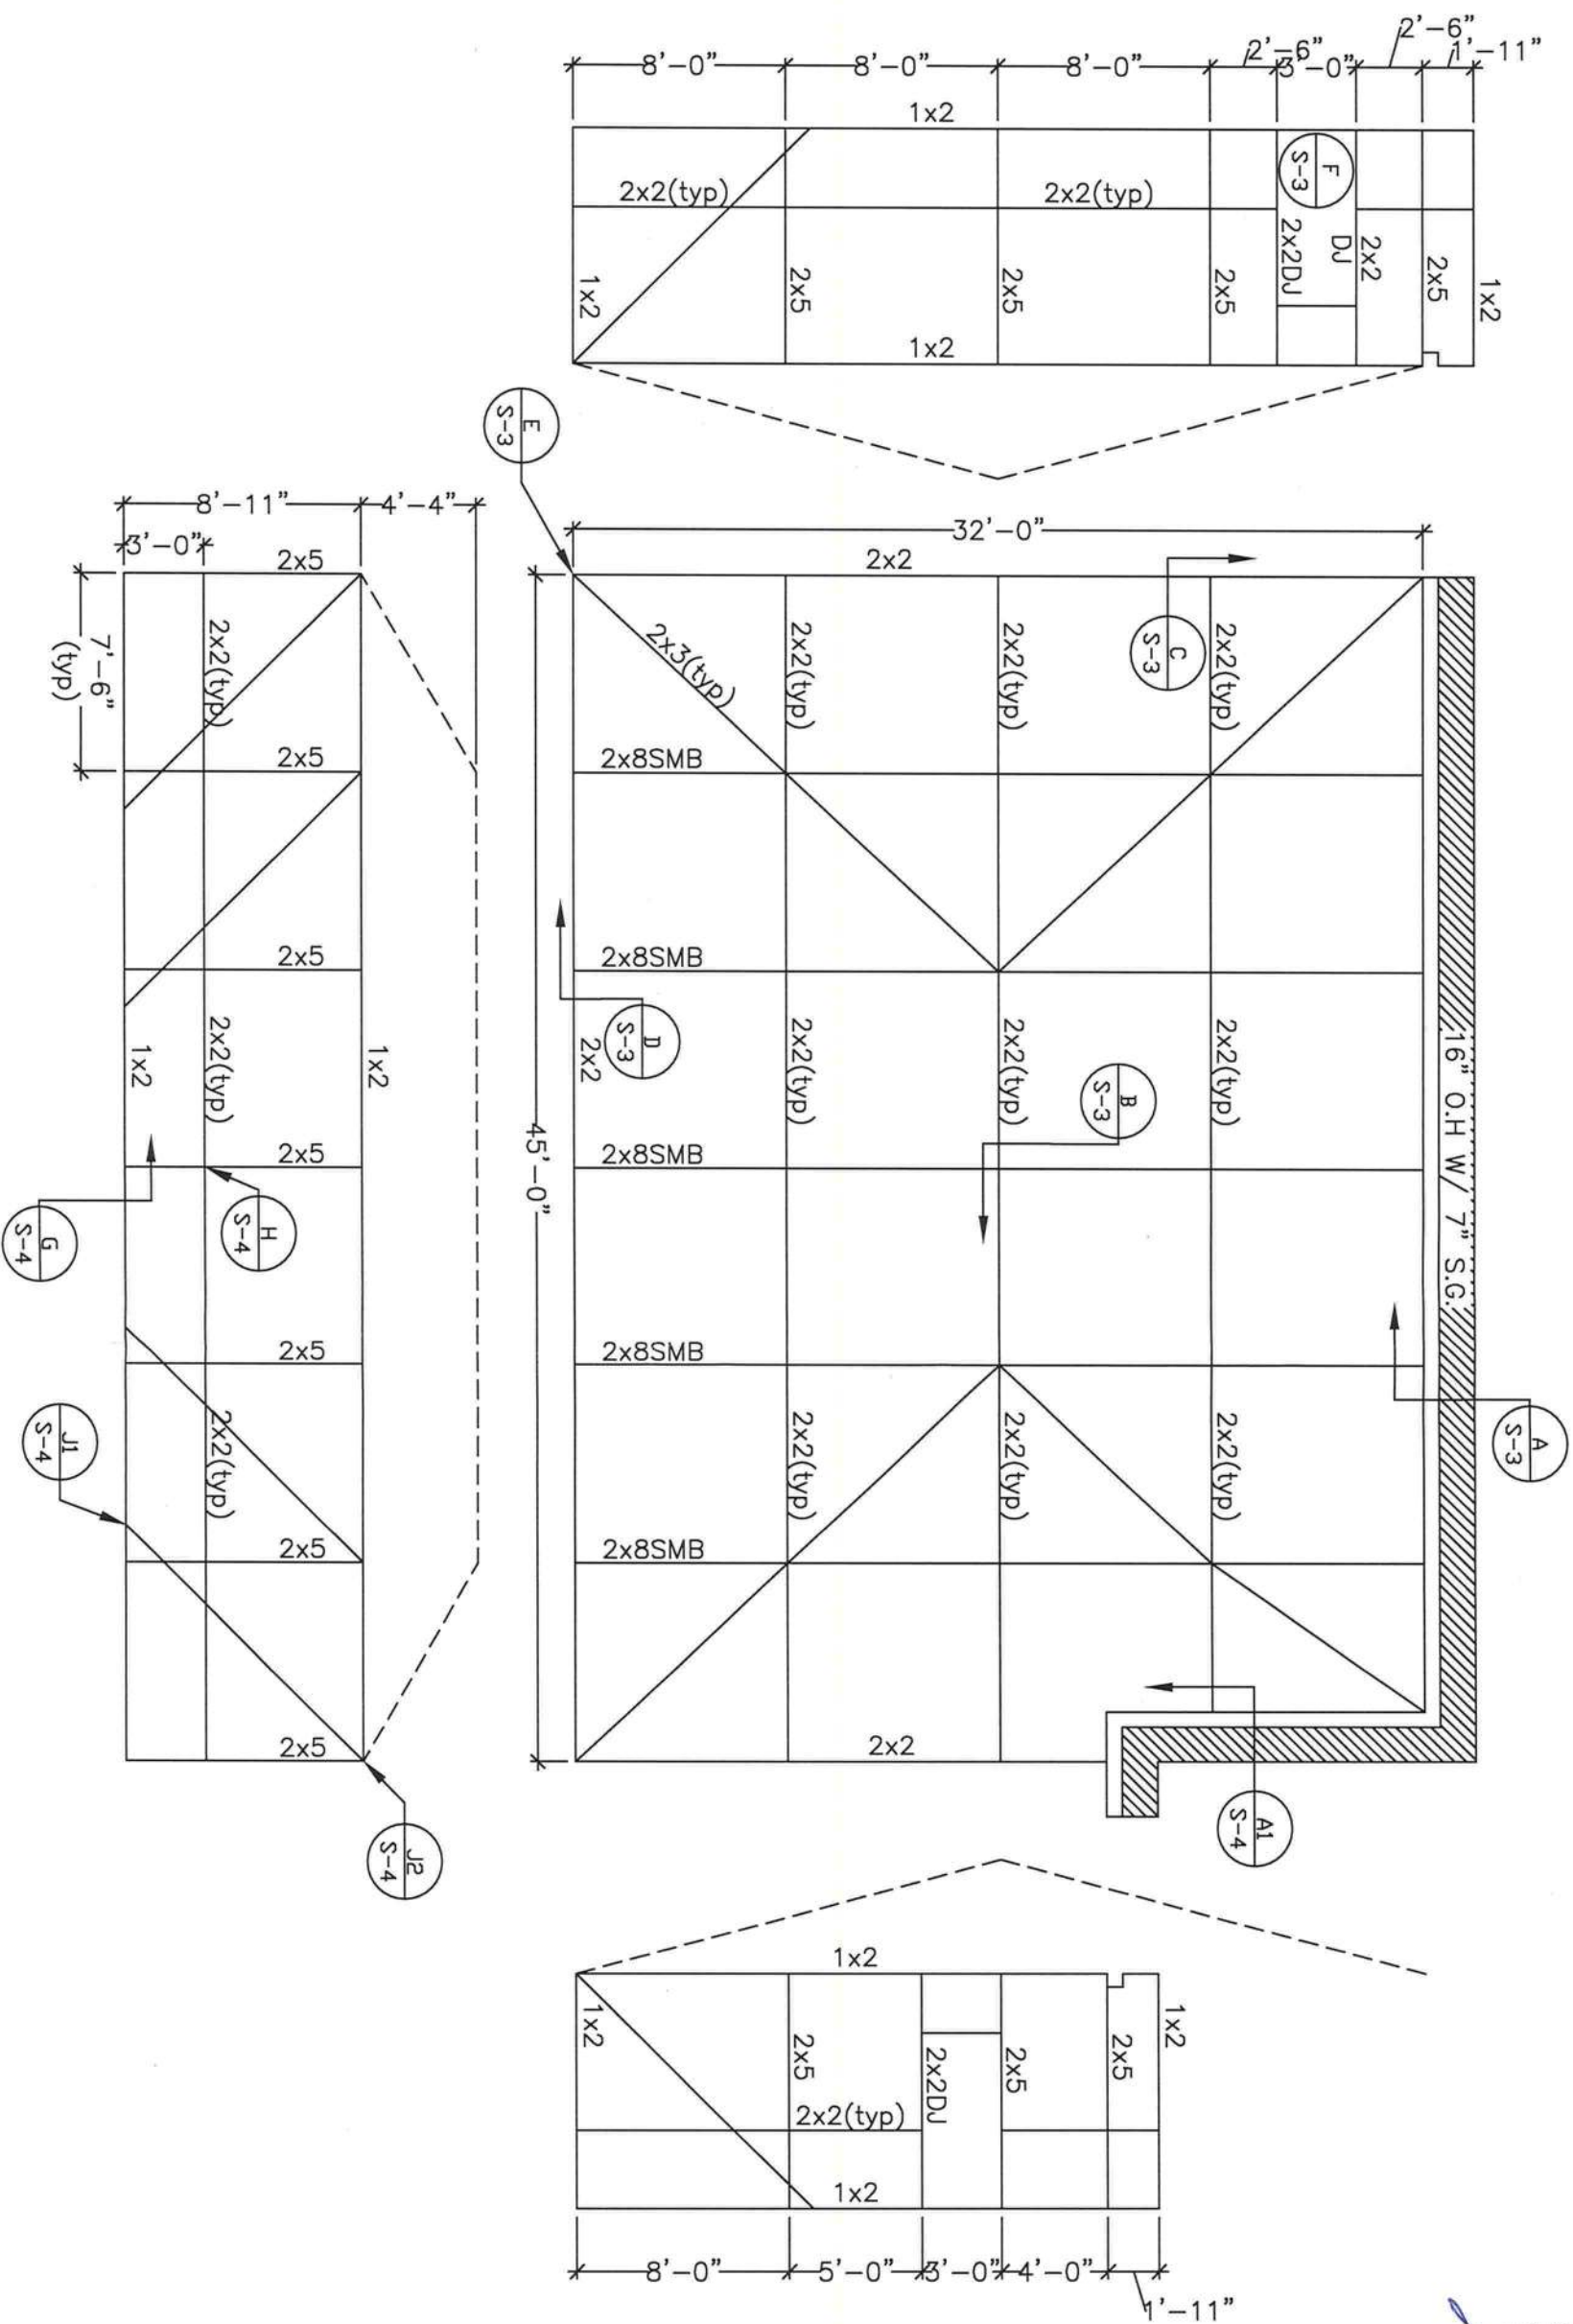 2'-6"
1'-11"
8'-0"
8'-0"
8'-0"
2'-6"
3'-0"
1x2
F
S-3
2x2(typ)
2x2(typ)
2x2DJ
DJ
2x2
2x5
1x2
1x2
2x5
2x5
2x5
1x2
E
S-3
8'-11"
4'-4"
3'-0"
32'-0"
2x5
2x2
C
S-3
2x2(typ)
2x3(typ)
2x2(typ)
2x2(typ)
2x2(typ)
7'-6"
(typ)
2x5
2x8SMB
2x5
2x8SMB
D
S-3
2x2
1x2
2x2(typ)
1x2
2x2(typ)
2x2(typ)
2x2(typ)
B
S-3
16" O.H W/ 7" S.G.
45'-0"
2x5
2x8SMB
G
S-4
H
S-4
2x5
2x8SMB
J1
S-4
2x2(typ)
2x2(typ)
2x2(typ)
2x2(typ)
A
S-3
2x5
2x8SMB
2x5
2x2
J2
S-4
A1
S-4
1x2
1x2
2x5
2x2DJ
2x5
2x5
1x2
2x2(typ)
1x2
8'-0"
5'-0"
3'-0"
4'-0"
1'-11"